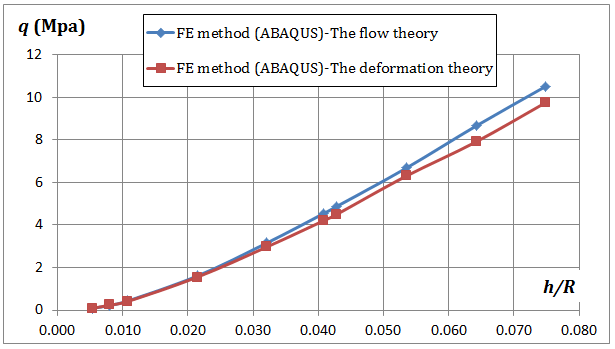 q (Mpa)
FE method (ABAQUS)-The flow theory
FE method (ABAQUS)-The deformation theory
12
10
8
6
4
2
0
h/R
0.000 0.010 0.020 0.030 0.040 0.050 0.060 0.070 0.080